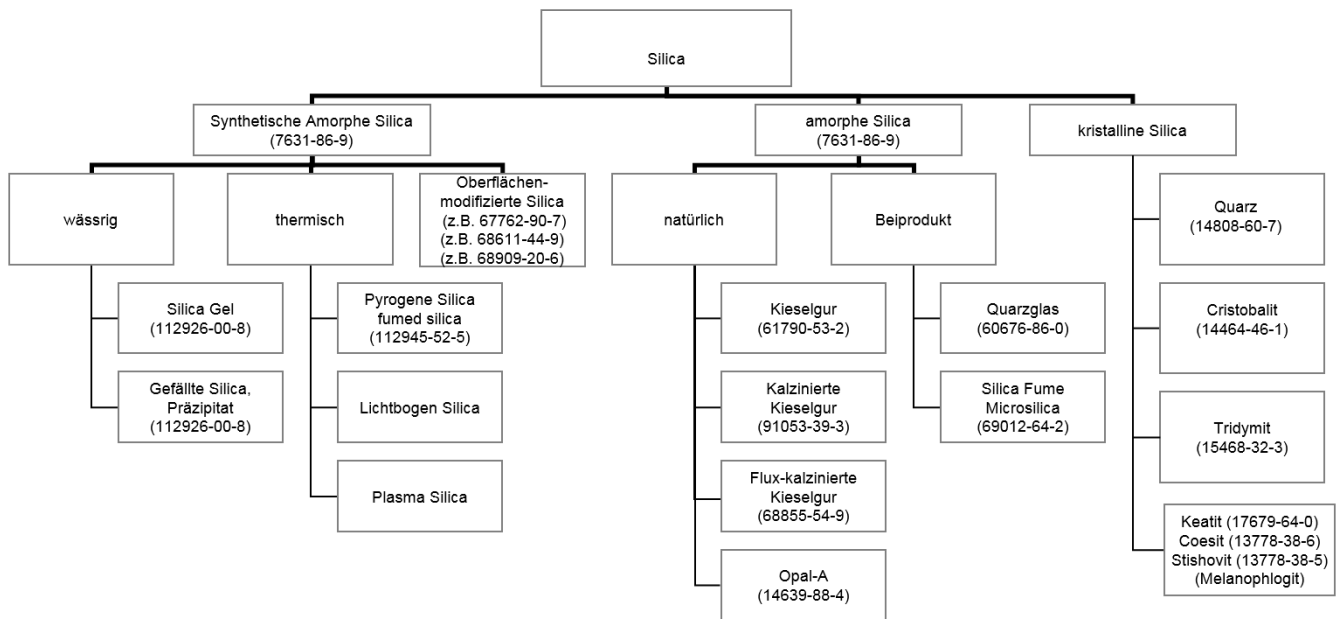 Silica
Synthetische Amorphe Silica
(7631-86-9)
amorphe Silica
(7631-86-9)
kristalline Silica
wässrig
thermisch
Oberflächen-
modifizierte Silica
(z.B. 67762-90-7)
(z.B. 68611-44-9)
(z.B. 68909-20-6)
natürlich
Beiprodukt
Quarz
(14808-60-7)
Silica Gel
(112926-00-8)
Pyrogene Silica
fumed silica
(112945-52-5)
Kieselgur
(61790-53-2)
Quarzglas
(60676-86-0)
Cristobalit
(14464-46-1)
Gefällte Silica,
Präzipitat
(112926-00-8)
Lichtbogen Silica
Kalzinierte
Kieselgur
(91053-39-3)
Silica Fume
Microsilica
(69012-64-2)
Tridymit
(15468-32-3)
Plasma Silica
Flux-kalzinierte
Kieselgur
(68855-54-9)
Keatit (17679-64-0)
Coesit (13778-38-6)
Stishovit (13778-38-5)
(Melanophlogit)
Opal-A
(14639-88-4)